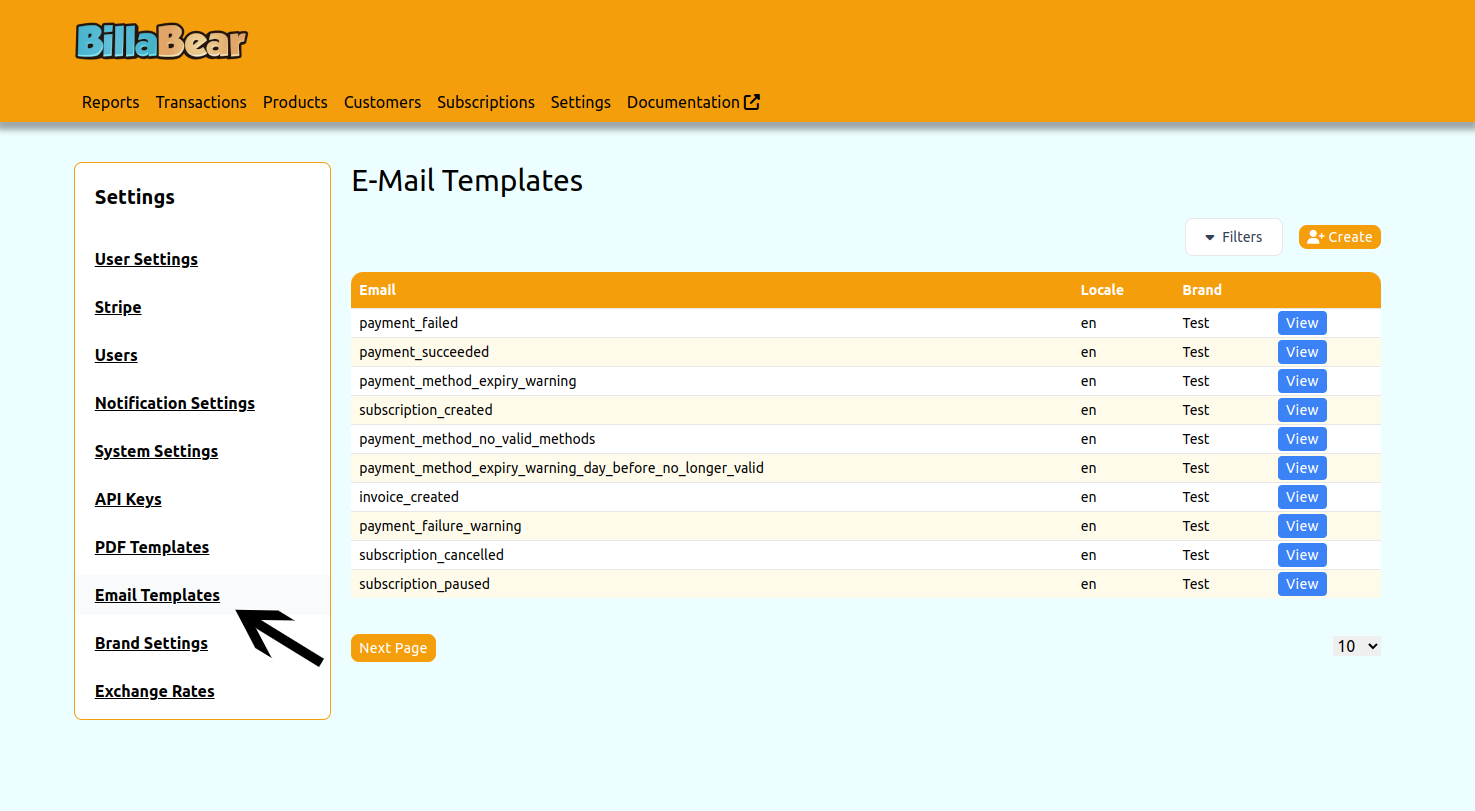 BillaBear
Reports Transactions Products Customers Subscriptions Settings Documentation
Settings
User Settings
Stripe
Users
Notification Settings
System Settings
API Keys
PDF Templates
Email Templates
Brand Settings
Exchange Rates
E-Mail Templates
Filters Create
Email Locale Brand
payment_failed en Test View
payment_succeeded en Test View
payment_method_expiry_warning en Test View
subscription_created en Test View
payment_method_no_valid_methods en Test View
payment_method_expiry_warning_day_before_no_longer_valid en Test View
invoice_created en Test View
payment_failure_warning en Test View
subscription_cancelled en Test View
subscription_paused en Test View
Next Page 10